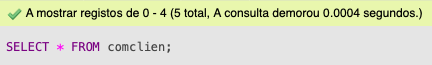 A mostrar registos de 0 - 4 (5 total, A consulta demorou 0.0004 segundos.)
SELECT * FROM comclien;